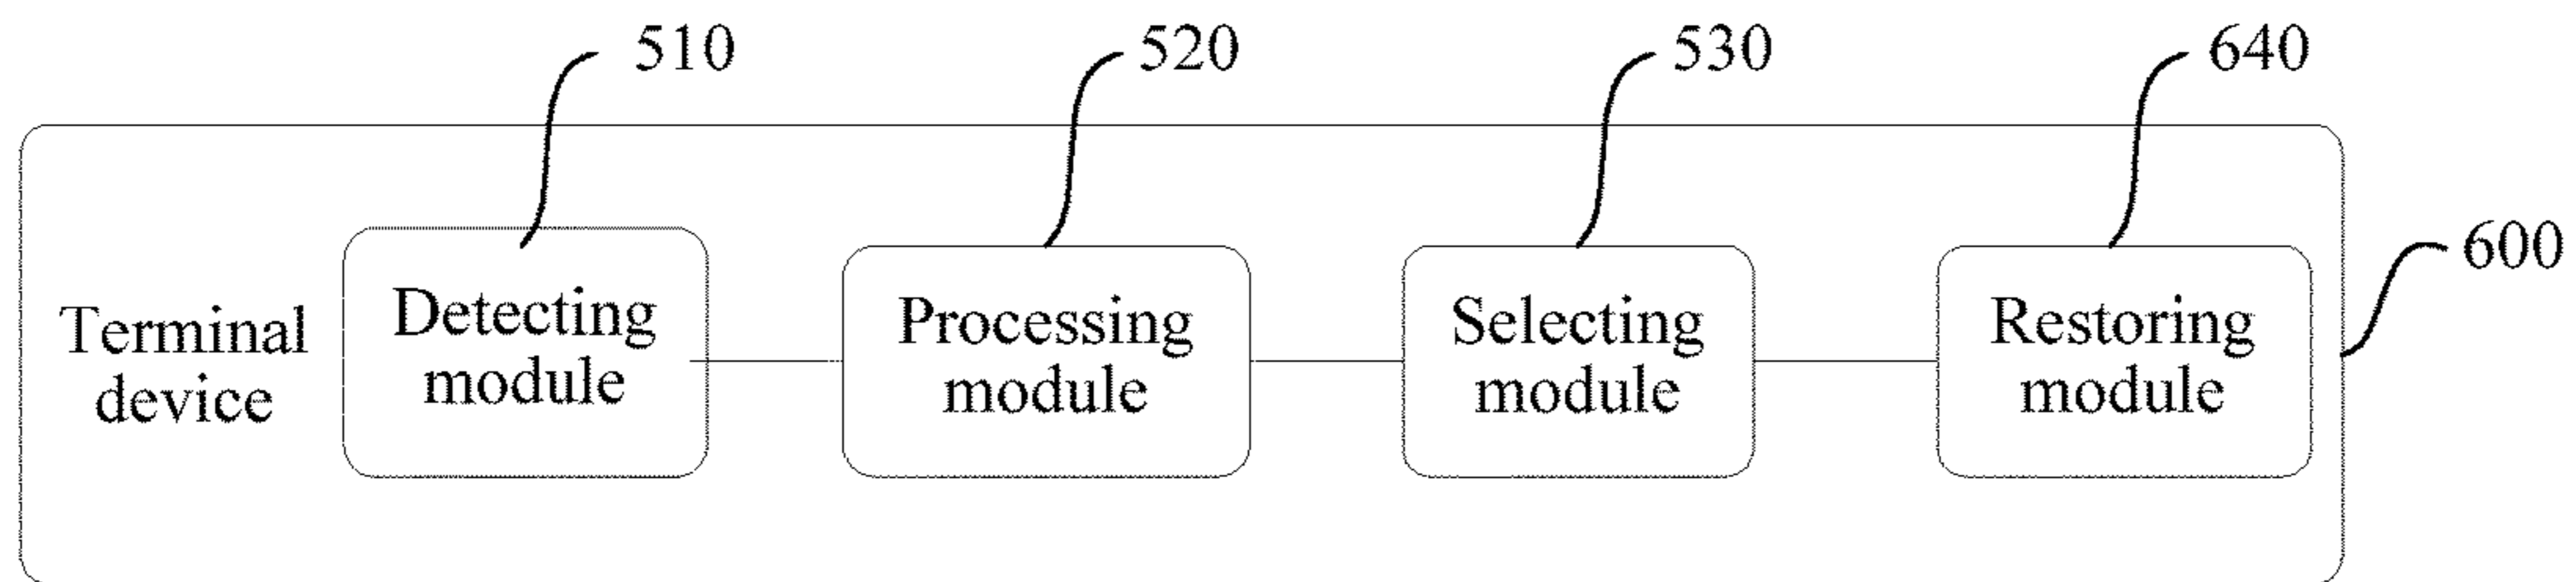 510
520
530
640
600
Terminal
device
Detecting
module
Processing
module
Selecting
module
Restoring
module